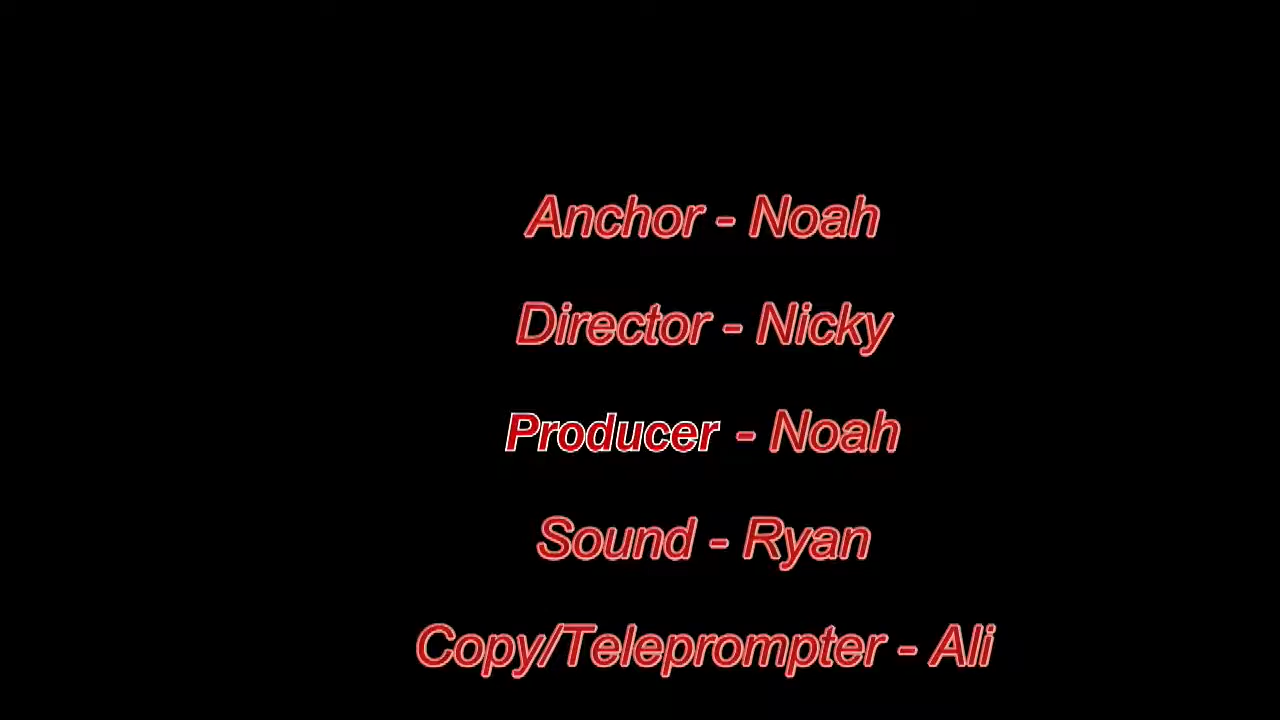 Anchor - Noah
Director - Nicky
Producer - Noah
Sound - Ryan
Copy/Teleprompter - Ali